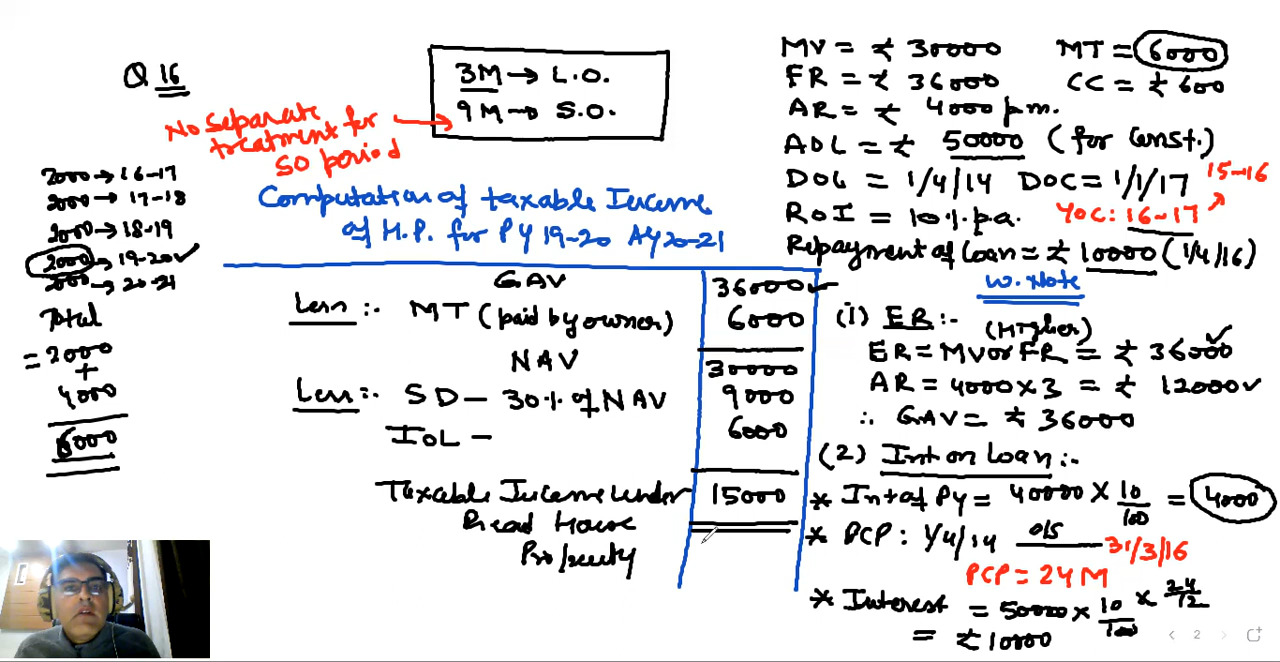 Q 16
3M → L.O.
9M → S.O.
No separate
treatment for
SO period
2000 → 16-17
2000 → 17-18
2000 → 18-19
2000 → 19-20 ✓
2000 → 20-21
Total
= 2000
+
4000
6000
MV = ₹ 30000 MT = 6000
FR = ₹ 36000 CC = ₹ 600
AR = ₹ 4000 p.m.
AOL = ₹ 50000 (for Const.)
DOL = 1/4/14 DOC = 1/1/17 15-16
ROI = 10% p.a. YOC: 16-17
Repayment of loan = ₹ 10000 (1/4/16)
Computation of taxable Income
of H.P. for PY 19-20 AY 20-21
GAV 36000
Less:- MT (paid by owner) 6000
NAV 30000
Less:- SD - 30% of NAV 9000
IOL - 6000
Taxable Income under 15000
Head House
Property
W. Note
(1) ER:-
(Higher)
ER = MV or FR = ₹ 36000 ✓
AR = 4000 × 3 = ₹ 12000 ✓
∴ GAV = ₹ 36000
(2) Int on Loan:-
* Int of PY = 40000 × 10/100 = 4000
* PCP: 1/4/14 o/s 31/3/16
PCP = 24 M
* Interest = 50000 × 10/100 × 24/12
= ₹ 10000
2